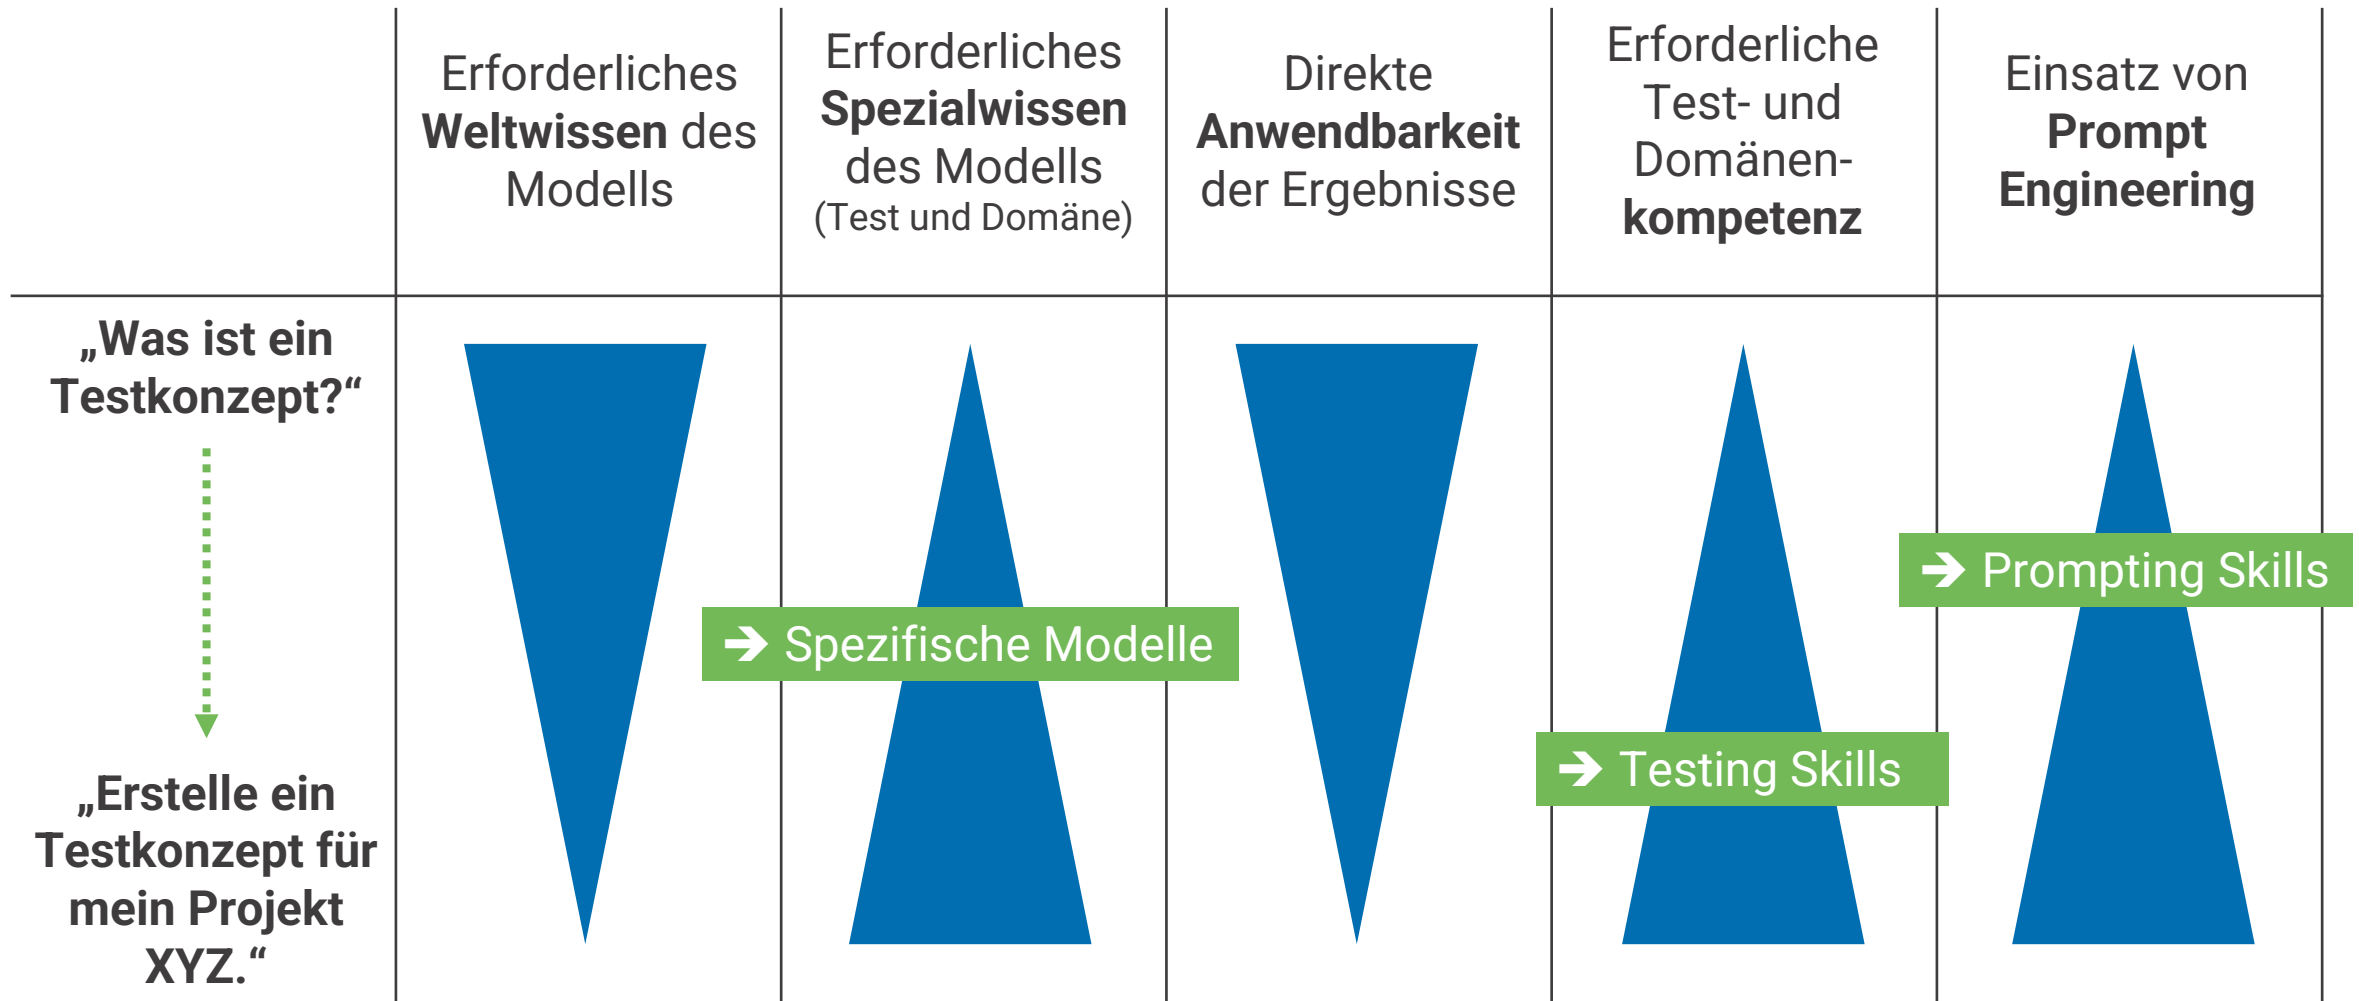 Erforderliches
Weltwissen des
Modells
Erforderliches
Spezialwissen
des Modells
(Test und Domäne)
Direkte
Anwendbarkeit
der Ergebnisse
Erforderliche
Test- und
Domänen-
kompetenz
Einsatz von
Prompt
Engineering
„Was ist ein
Testkonzept?“
„Erstelle ein
Testkonzept für
mein Projekt
XYZ.“
➔ Spezifische Modelle
➔ Testing Skills
➔ Prompting Skills